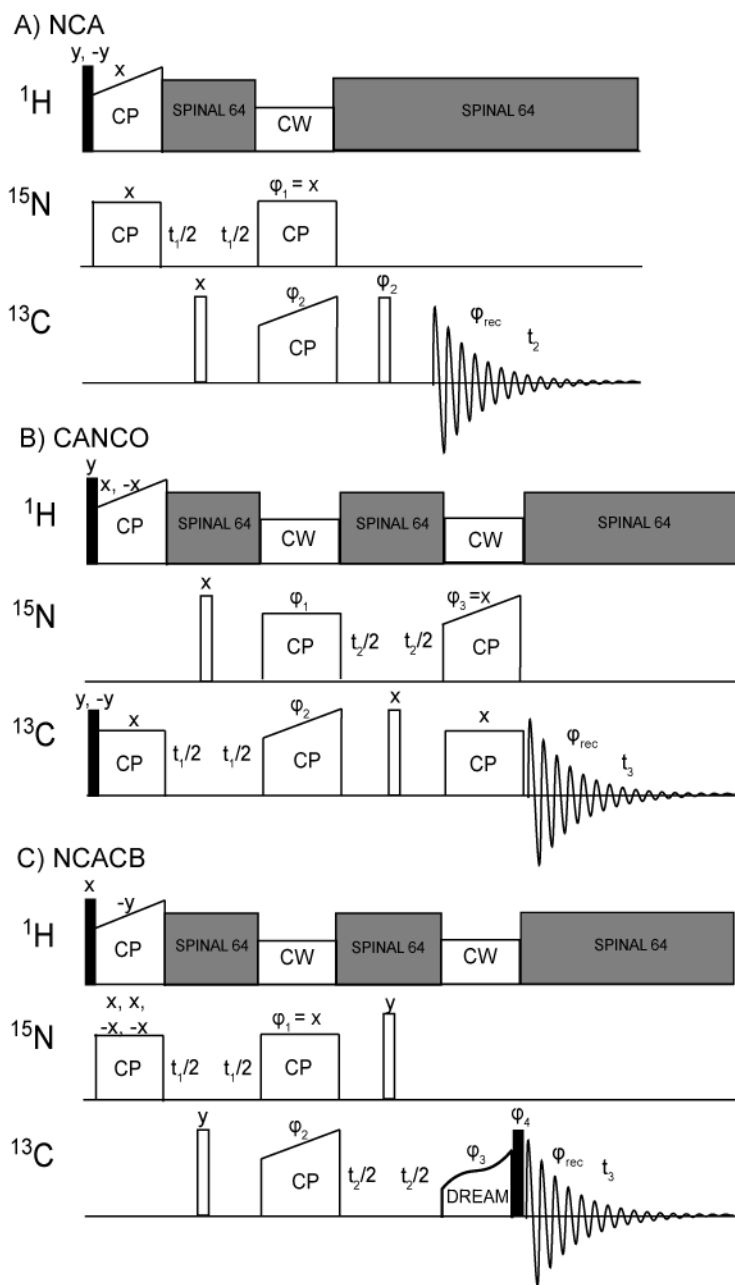 A) NCA
y, -y
x
¹H
CP
SPINAL 64
CW
SPINAL 64
x
φ₁ = x
¹⁵N
CP
t₁/2
t₁/2
CP
x
φ₂
φ₂
¹³C
CP
φrec
t₂
B) CANCO
y
x, -x
¹H
CP
SPINAL 64
CW
SPINAL 64
CW
SPINAL 64
x
φ₁
φ₃ =x
¹⁵N
CP
t₂/2
t₂/2
CP
y, -y
x
φ₂
x
x
¹³C
CP
t₁/2
t₁/2
CP
CP
φrec
t₃
C) NCACB
x
-y
¹H
CP
SPINAL 64
CW
SPINAL 64
CW
SPINAL 64
x, x,
-x, -x
φ₁ = x
y
¹⁵N
CP
t₁/2
t₁/2
CP
y
φ₂
φ₃
φ₄
¹³C
CP
t₂/2
t₂/2
DREAM
φrec
t₃